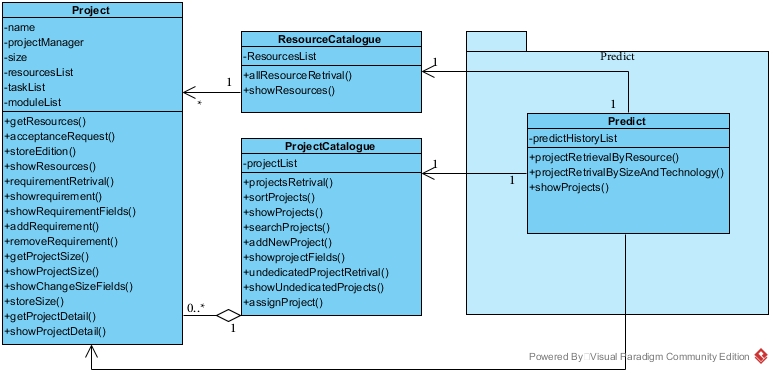 Project
-name
-projectManager
-size
-resourcesList
-taskList
-moduleList
+getResources()
+acceptanceRequest()
+storeEdition()
+showResources()
+requirementRetrival()
+showrequirement()
+showRequirementFields()
+addRequirement()
+removeRequirement()
+getProjectSize()
+showProjectSize()
+showChangeSizeFields()
+storeSize()
+getProjectDetail()
+showProjectDetail()
ResourceCatalogue
-ResourcesList
+allResourceRetrival()
+showResources()
1
*
1
1
ProjectCatalogue
-projectList
+projectsRetrival()
+sortProjects()
+showProjects()
+searchProjects()
+addNewProject()
+showprojectFields()
+undedicatedProjectRetrival()
+showUndedicatedProjects()
+assignProject()
1
1
0..*
1
Predict
Predict
-predictHistoryList
+projectRetrievalByResource()
+projectRetrivalBySizeAndTechnology()
+showProjects()
Powered By Visual Paradigm Community Edition